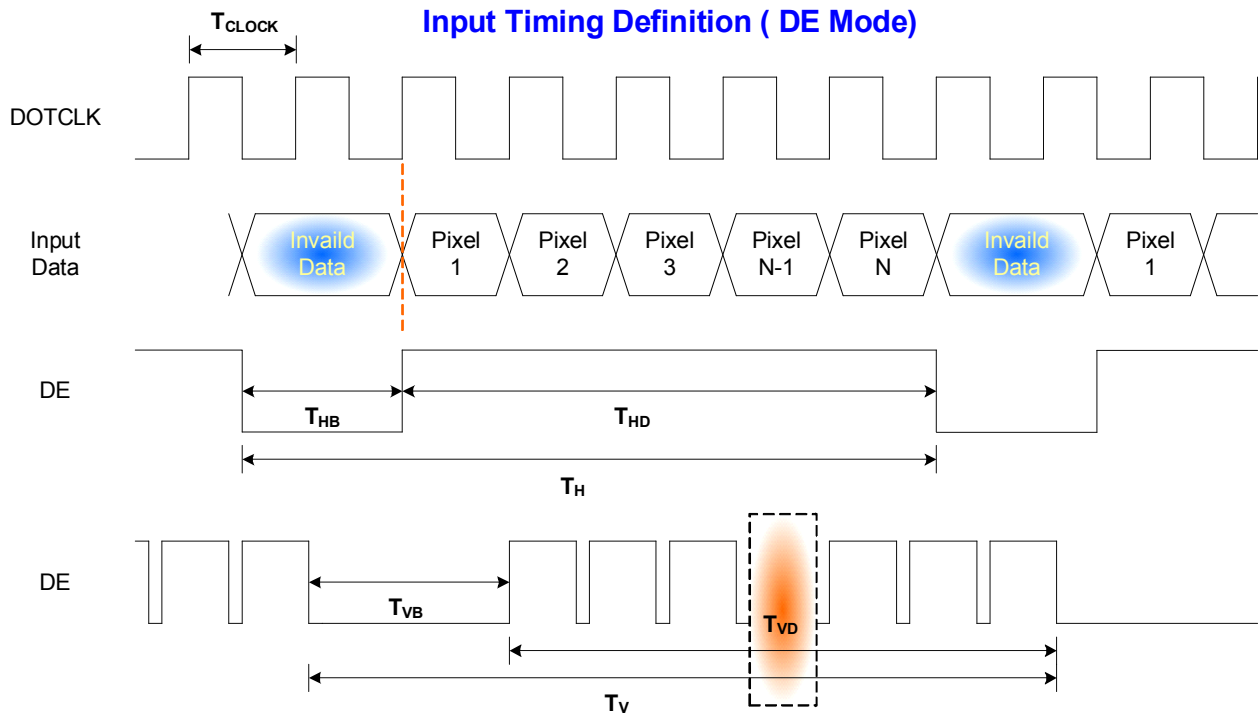 Input Timing Definition ( DE Mode)
TCLOCK
DOTCLK
Input
Data
Invaild
Data
Pixel
1
Pixel
2
Pixel
3
Pixel
N-1
Pixel
N
Invaild
Data
Pixel
1
DE
THB
THD
TH
DE
TVB
TVD
TV